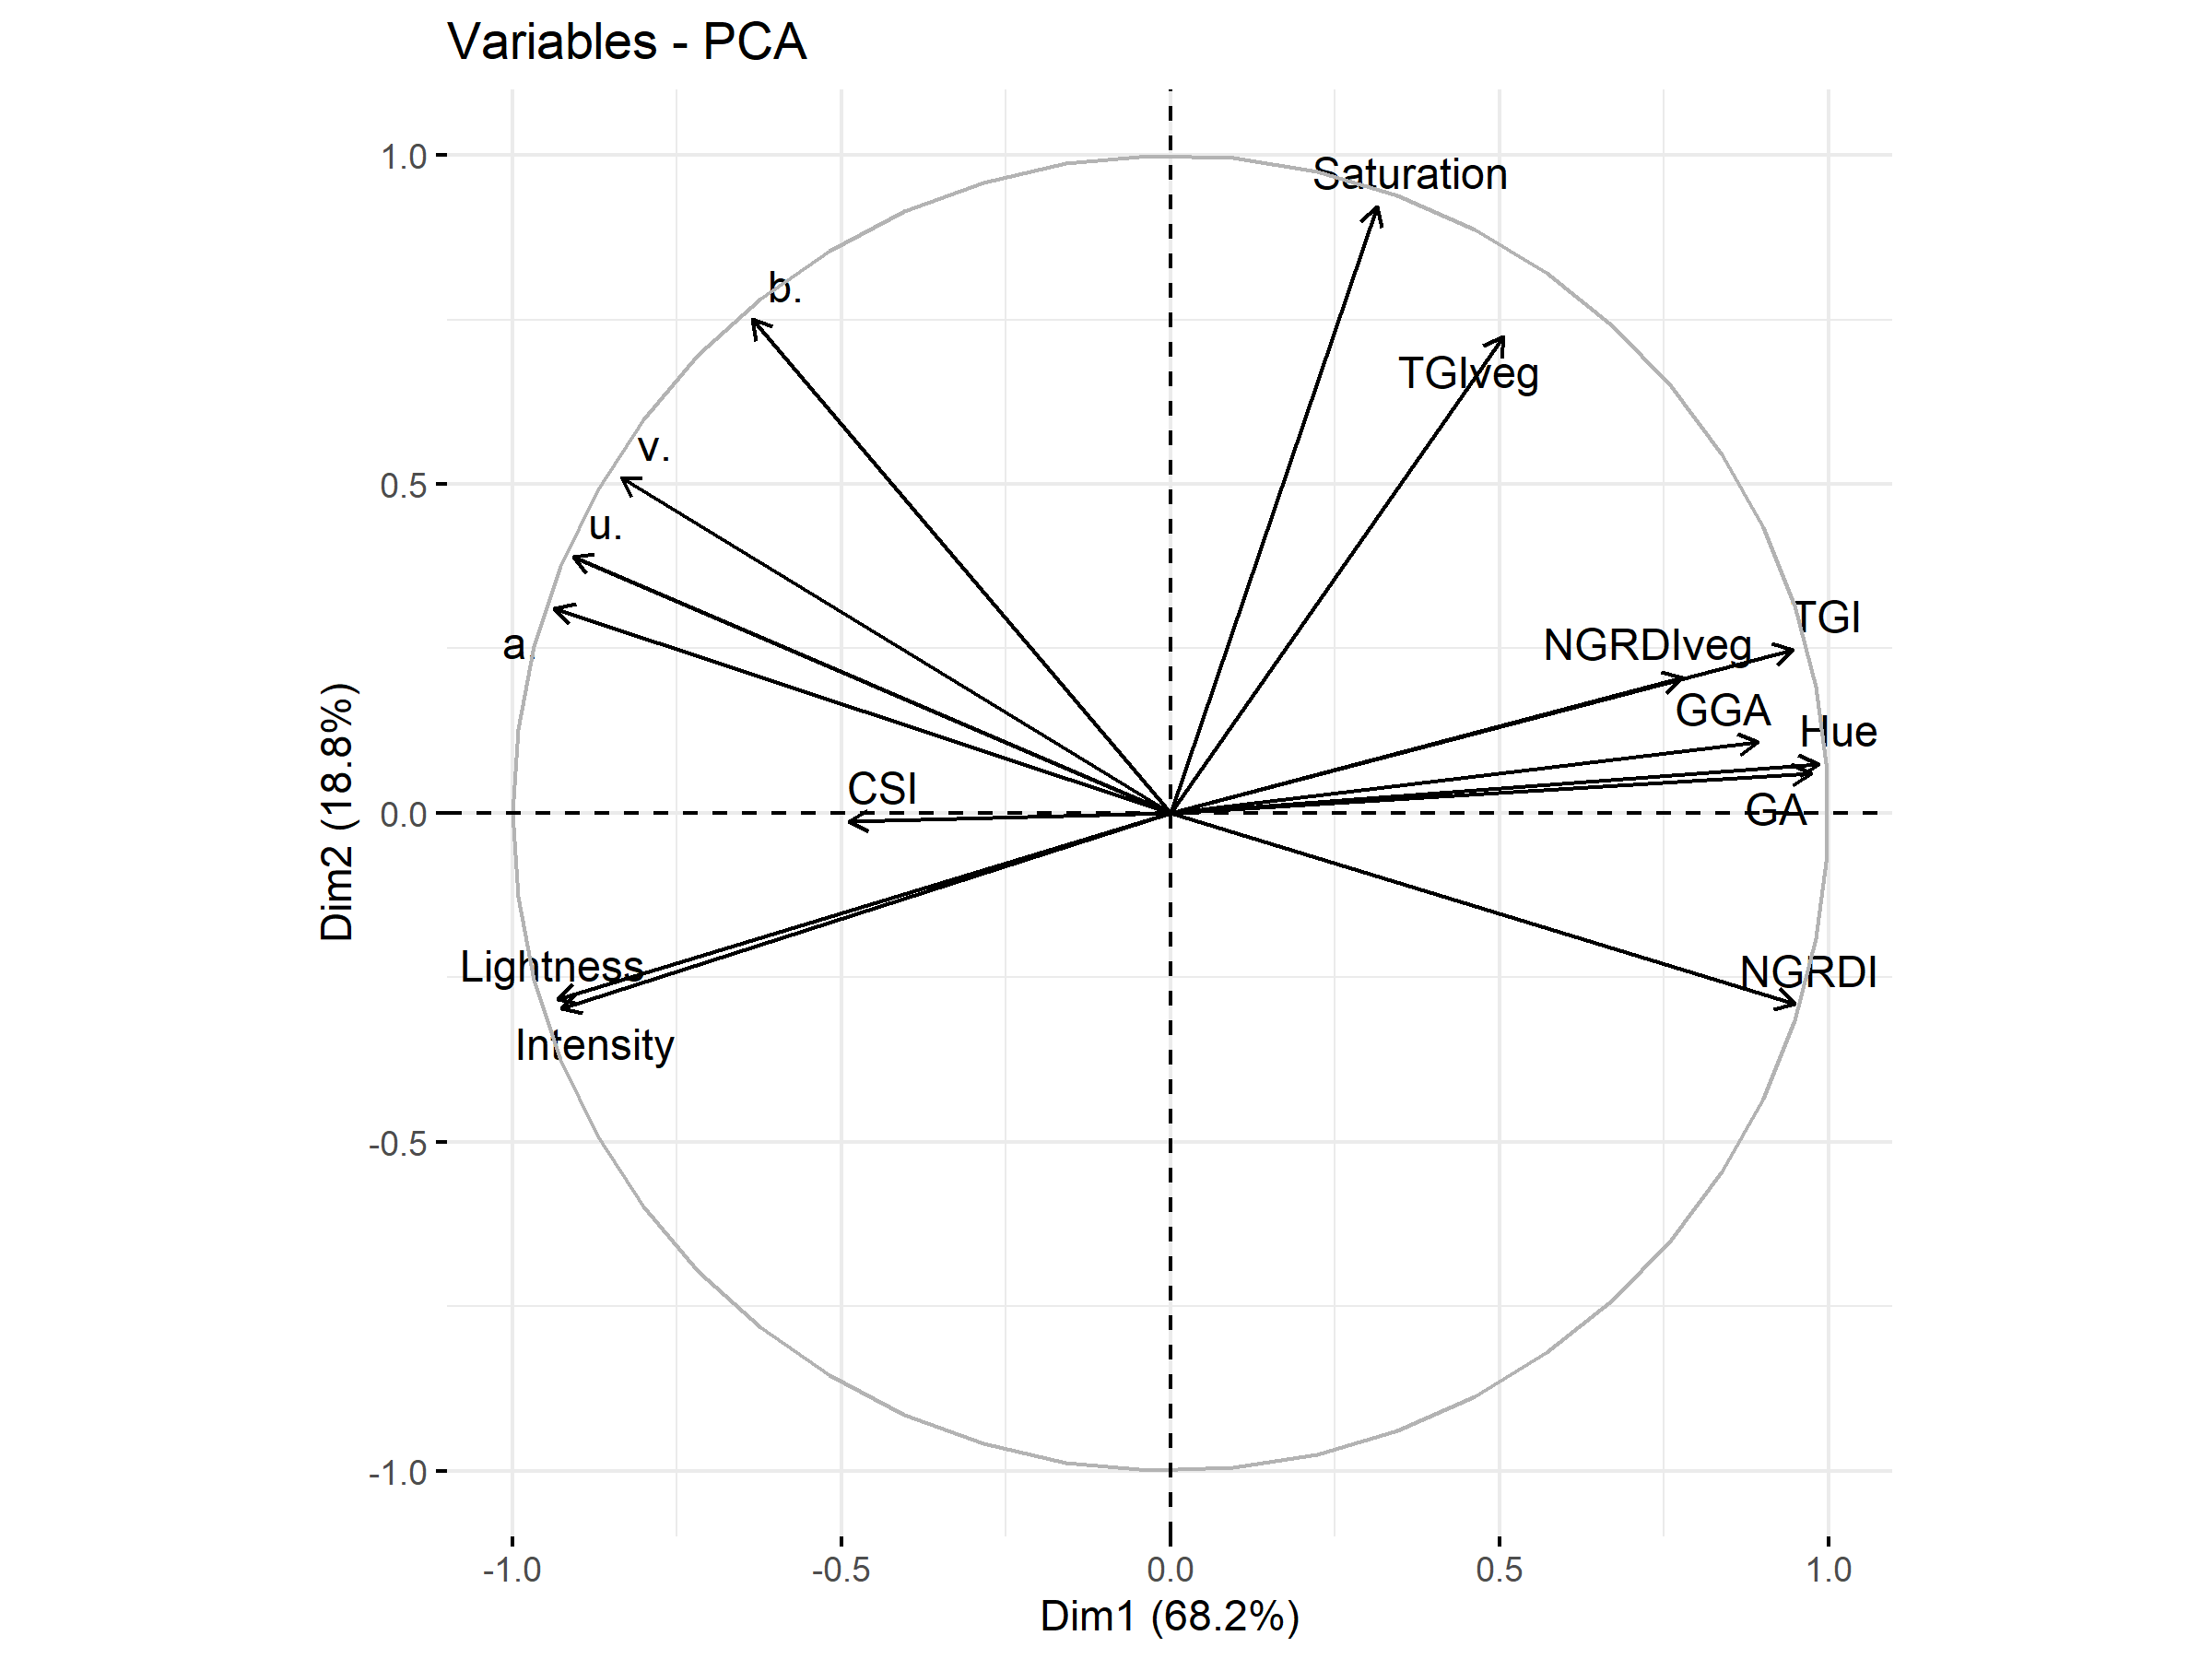 Variables - PCA
1.0
0.5
0.0
-0.5
-1.0
Dim2 (18.8%)
Saturation
b.
TGIveg
v.
u.
a.
TGI
NGRDIveg
GGA
Hue
CSI
GA
Lightness
NGRDI
Intensity
-1.0
-0.5
0.0
0.5
1.0
Dim1 (68.2%)